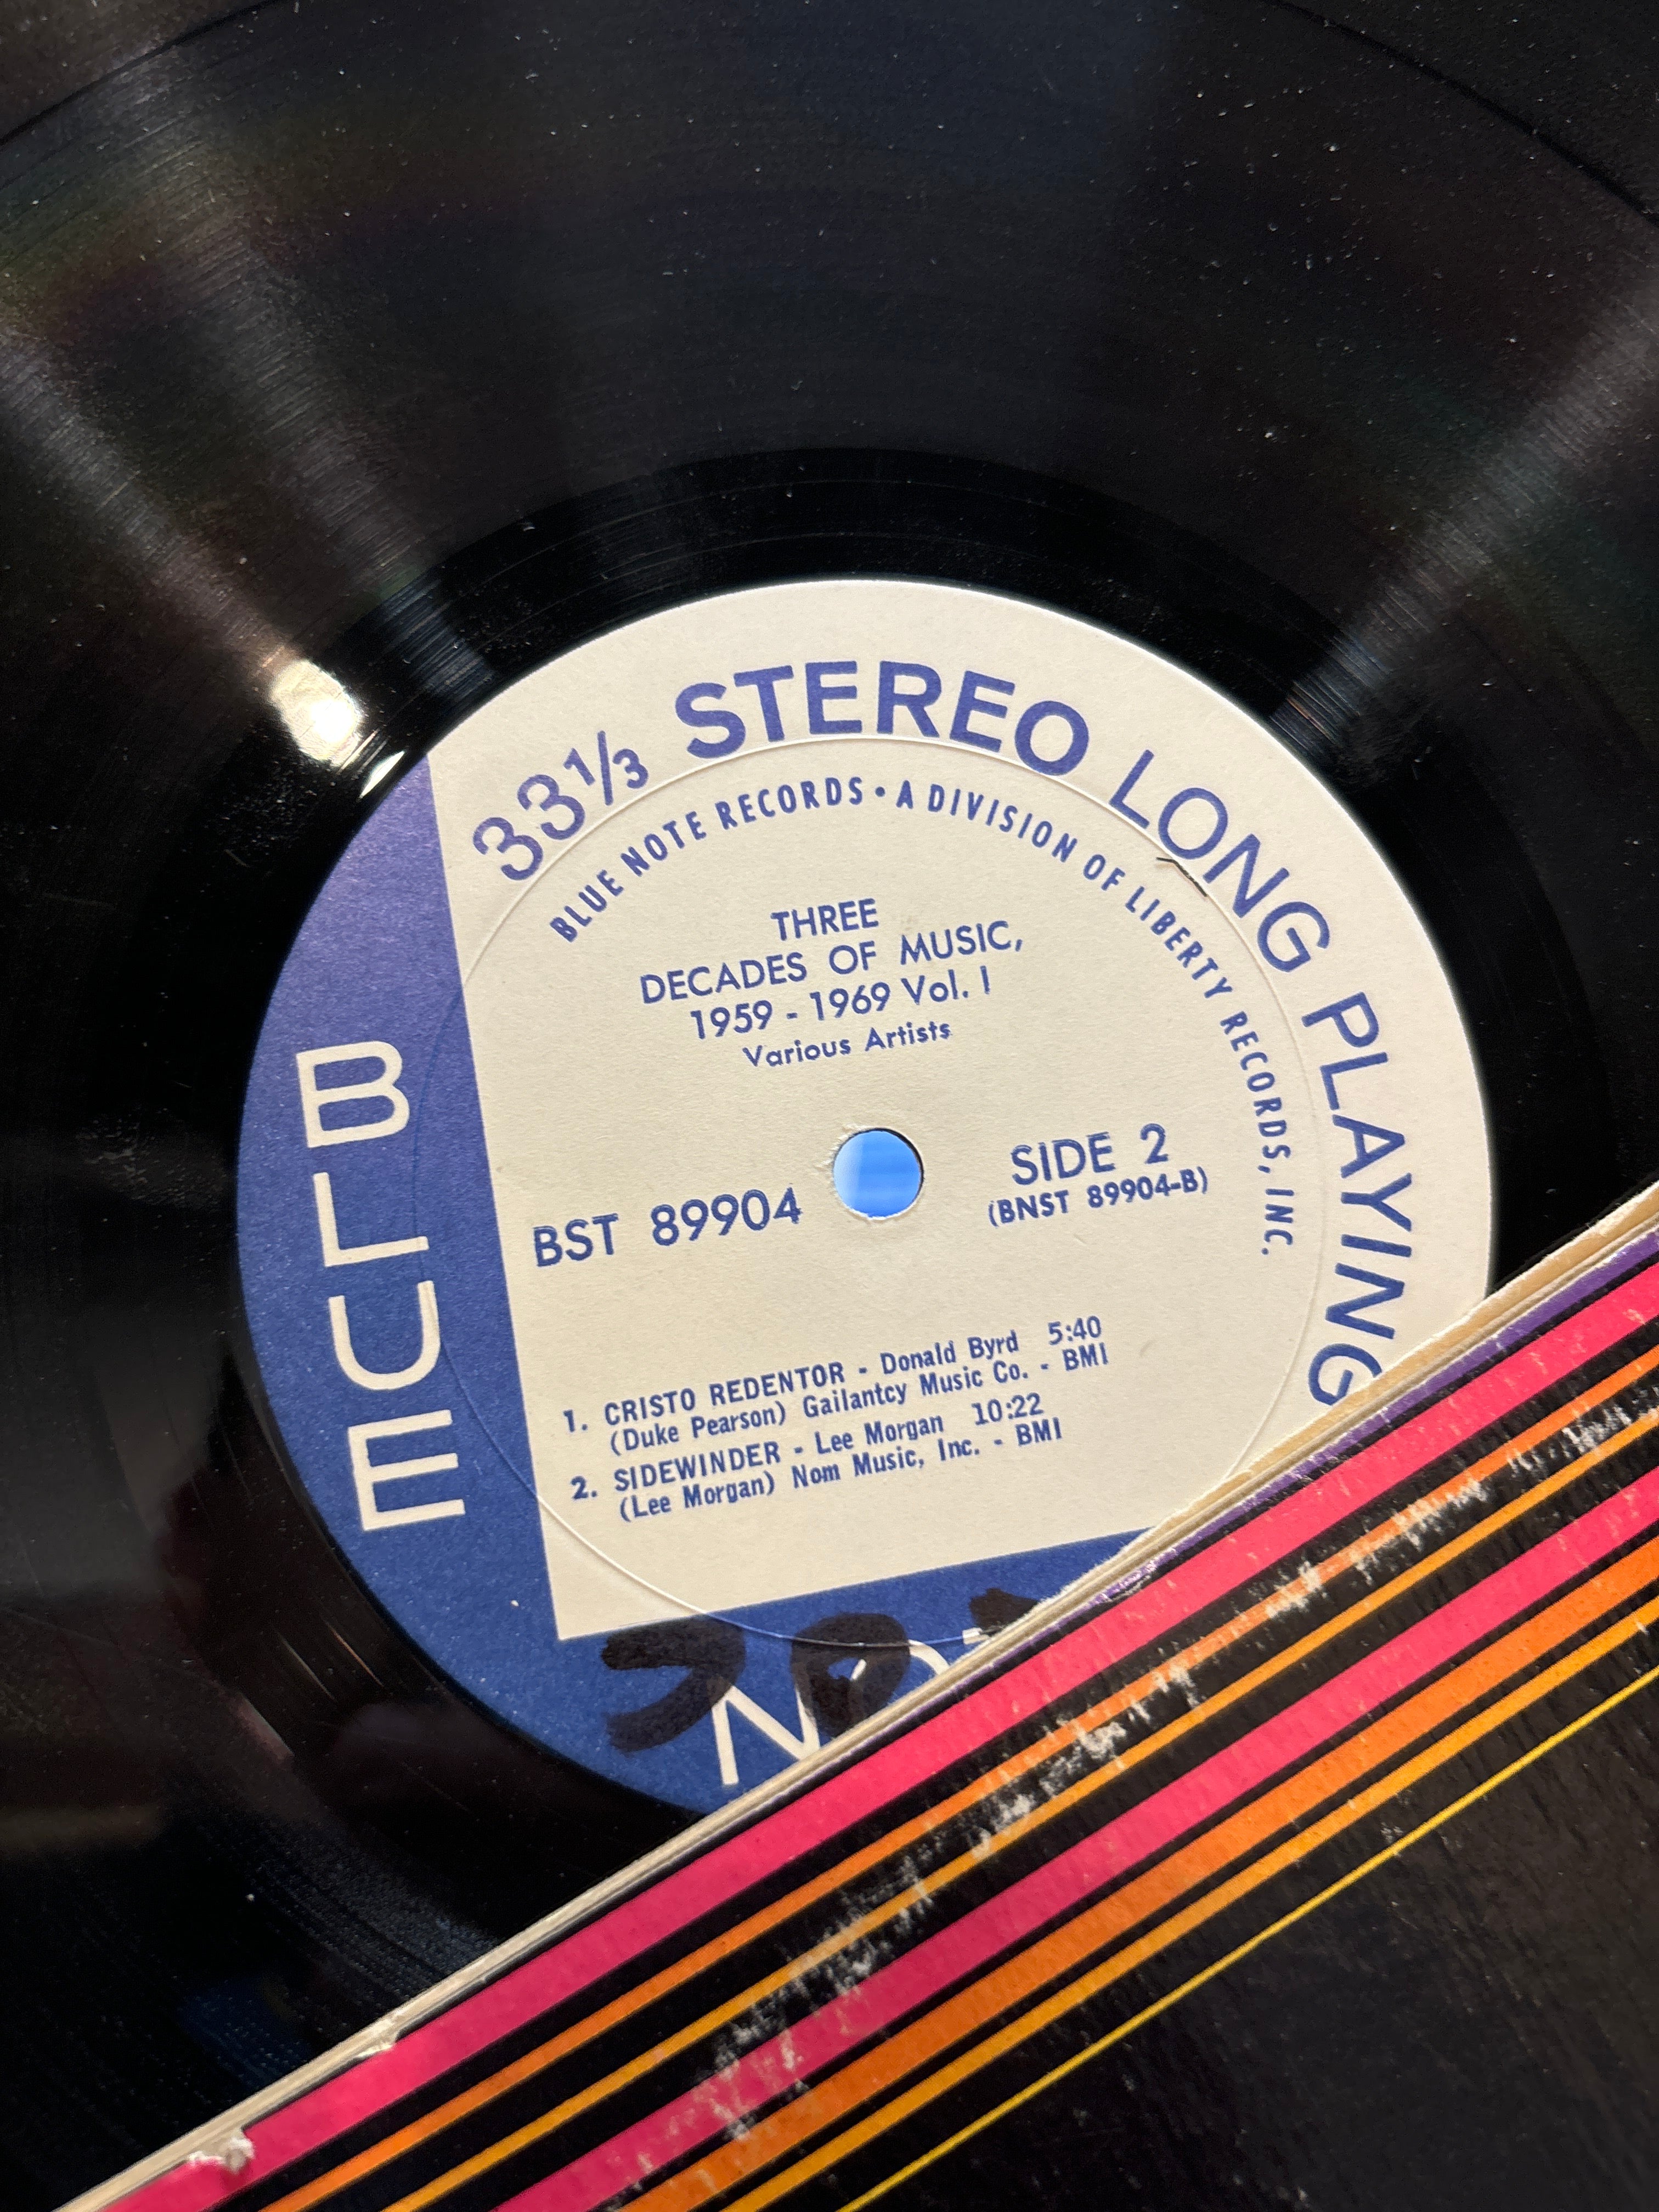 33⅓ STEREO LONG PLAYING
BLUE NOTE RECORDS • A DIVISION OF LIBERTY RECORDS, INC.
THREE
DECADES OF MUSIC,
1959 - 1969 Vol. I
Various Artists
BST 89904
SIDE 2
(BNST 89904-B)
1. CRISTO REDENTOR - Donald Byrd 5:40
(Duke Pearson) Gailantcy Music Co. - BMI
2. SIDEWINDER - Lee Morgan 10:22
(Lee Morgan) Nom Music, Inc. - BMI
BLUE